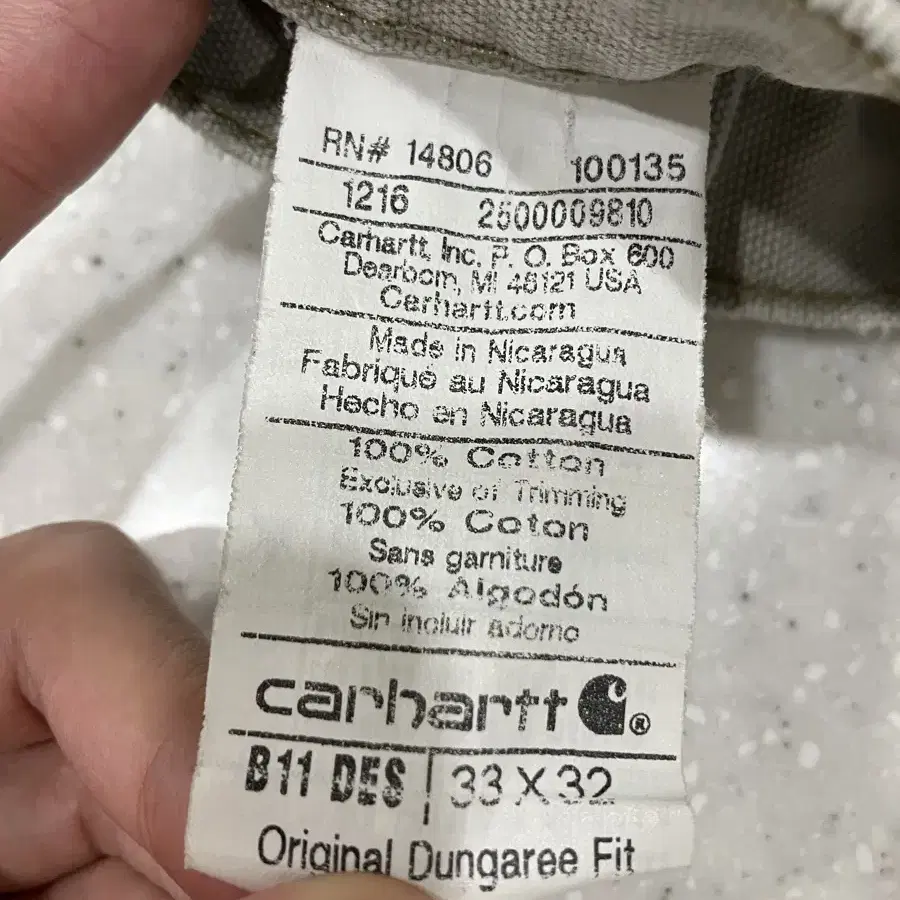 RN# 14806 100135
1216 2500009810
Carhartt, Inc. P. O. Box 600
Dearborn, MI 48121 USA
Carhartt.com
Made in Nicaragua
Fabriqué au Nicaragua
Hecho en Nicaragua
100% Cotton
Exclusive of Trimming
100% Coton
Sans garniture
100% Algodón
Sin incluir adorno
carhartt ®
B11 DES | 33 X 32
Original Dungaree Fit